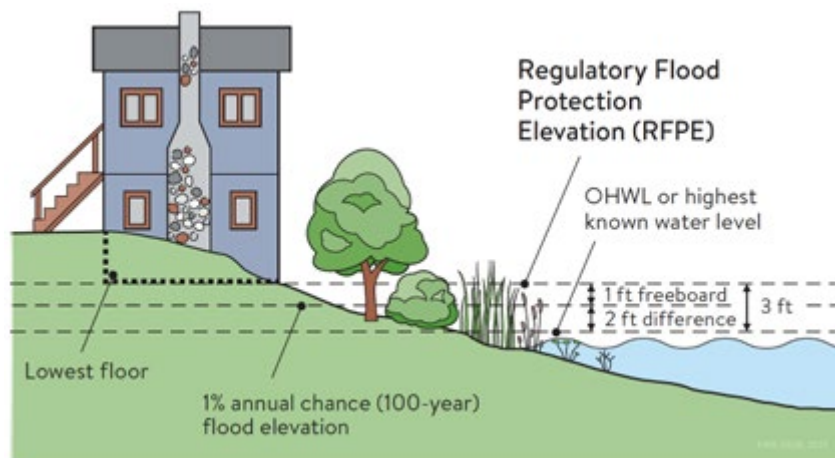 Regulatory Flood
Protection
Elevation (RFPE)
OHWL or highest
known water level
1 ft freeboard
2 ft difference
3 ft
Lowest floor
1% annual chance (100-year)
flood elevation